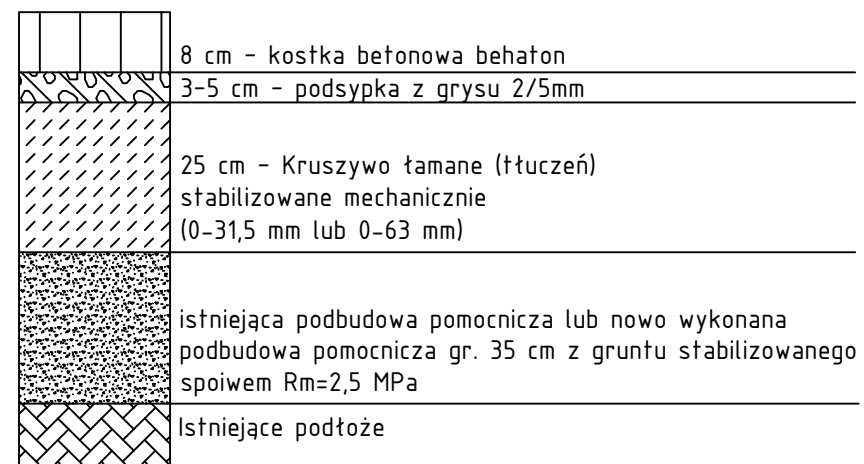 8 cm - kostka betonowa behaton
3-5 cm - podsypka z grysu 2/5mm
25 cm - Kruszywo łamane (tłuczeń)
stabilizowane mechanicznie
(0-31,5 mm lub 0-63 mm)
istniejąca podbudowa pomocnicza lub nowo wykonana
podbudowa pomocnicza gr. 35 cm z gruntu stabilizowanego
spoiwem Rm=2,5 MPa
Istniejące podłoże